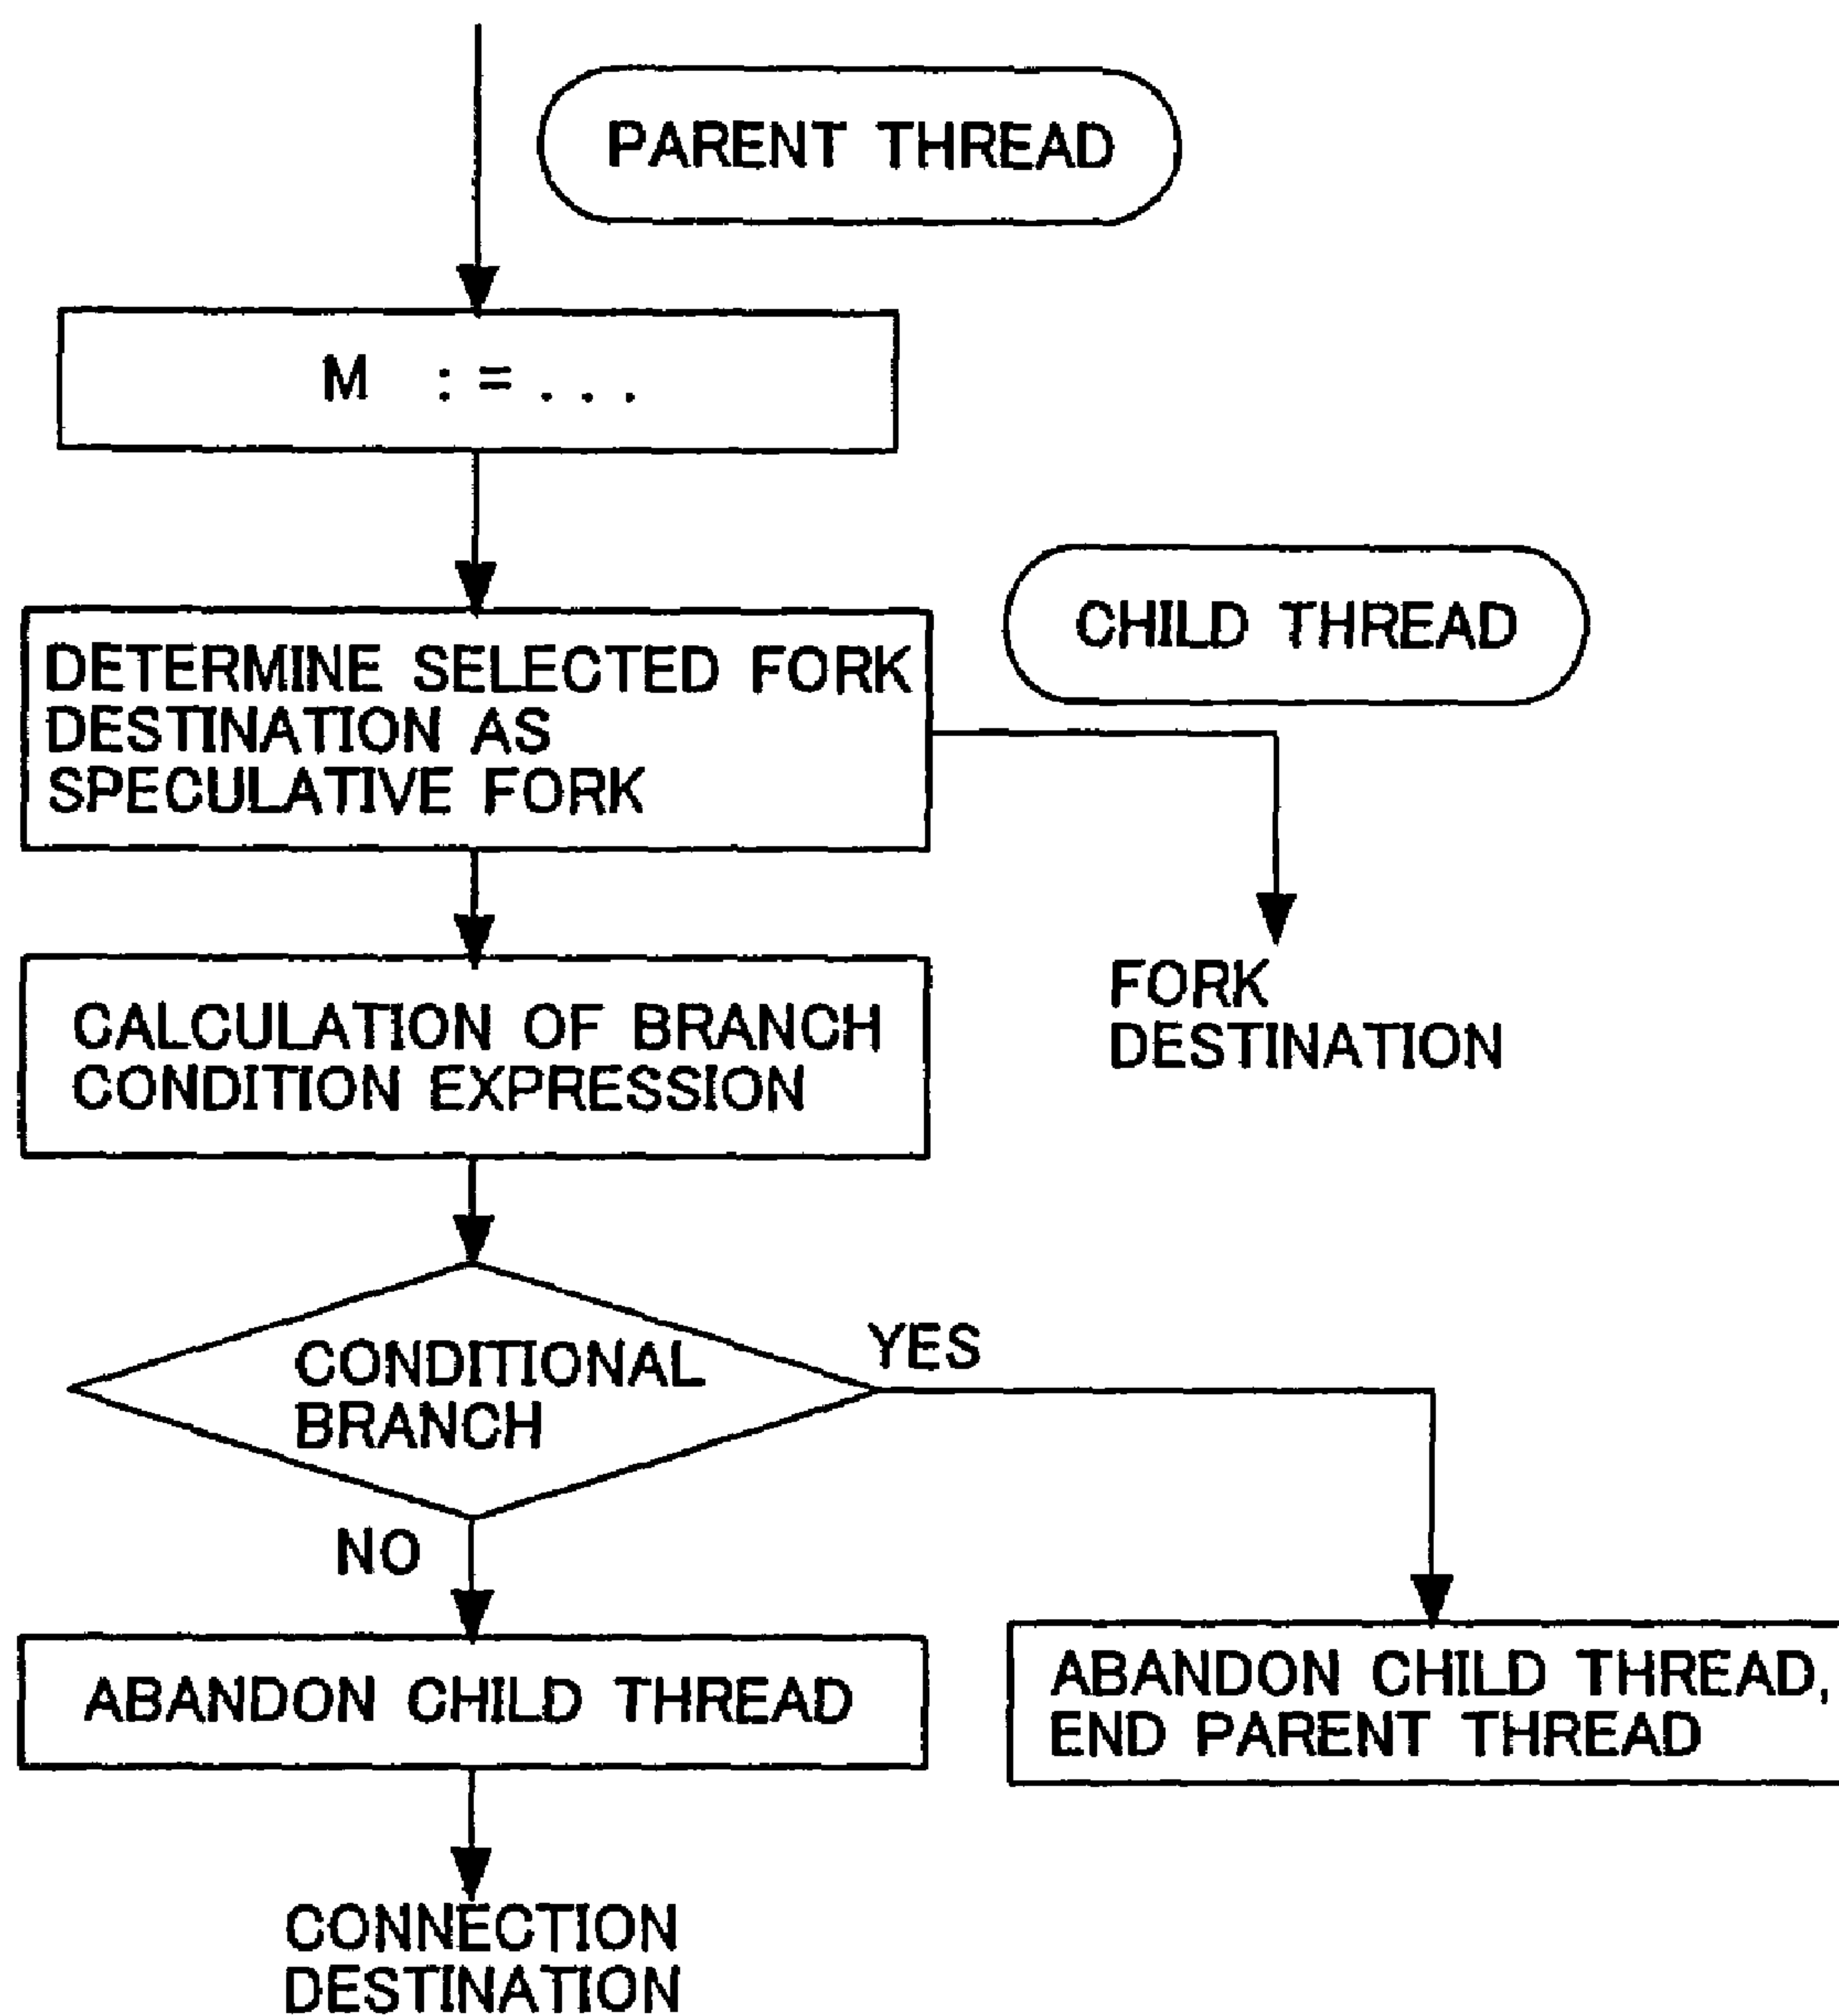 PARENT THREAD
M := ...
DETERMINE SELECTED FORK
DESTINATION AS
SPECULATIVE FORK
CHILD THREAD
FORK
DESTINATION
CALCULATION OF BRANCH
CONDITION EXPRESSION
CONDITIONAL
BRANCH
YES
NO
ABANDON CHILD THREAD
ABANDON CHILD THREAD,
END PARENT THREAD
CONNECTION
DESTINATION